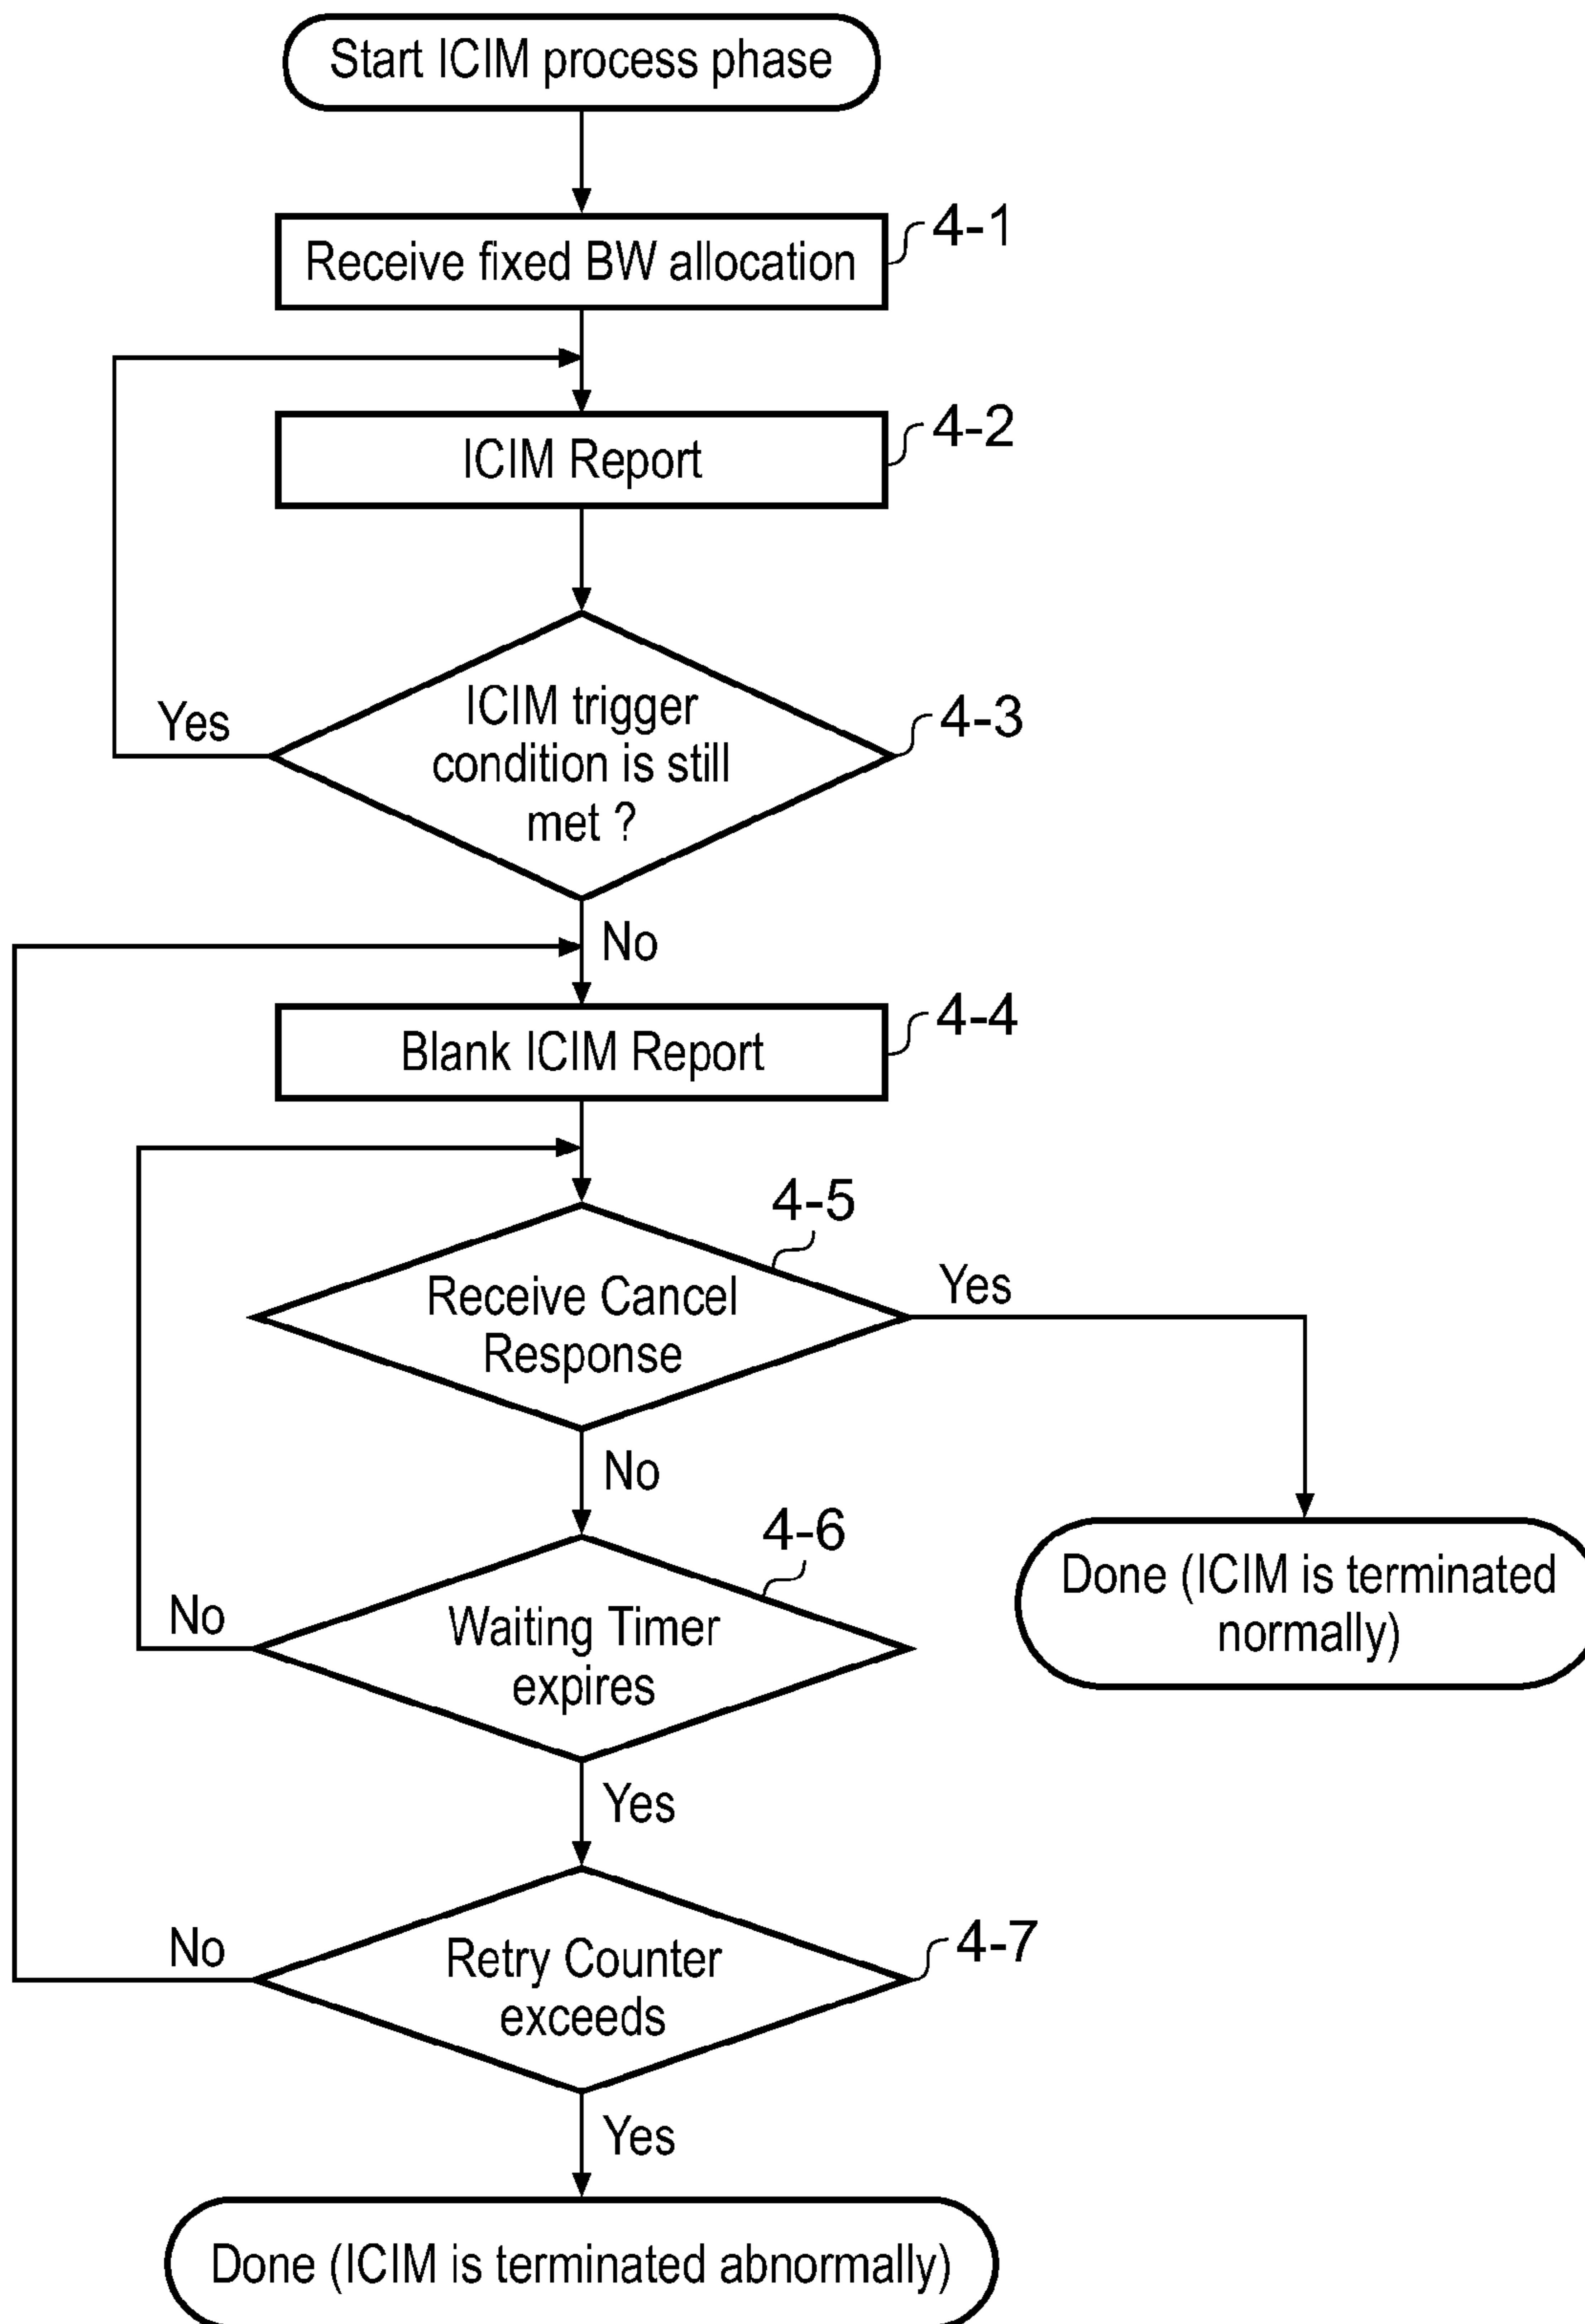 Start ICIM process phase
Receive fixed BW allocation
4-1
ICIM Report
4-2
ICIM trigger
condition is still
met ?
4-3
Yes
No
Blank ICIM Report
4-4
4-5
Receive Cancel
Response
Yes
No
4-6
Waiting Timer
expires
No
Done (ICIM is terminated
normally)
Yes
Retry Counter
exceeds
4-7
No
Yes
Done (ICIM is terminated abnormally)